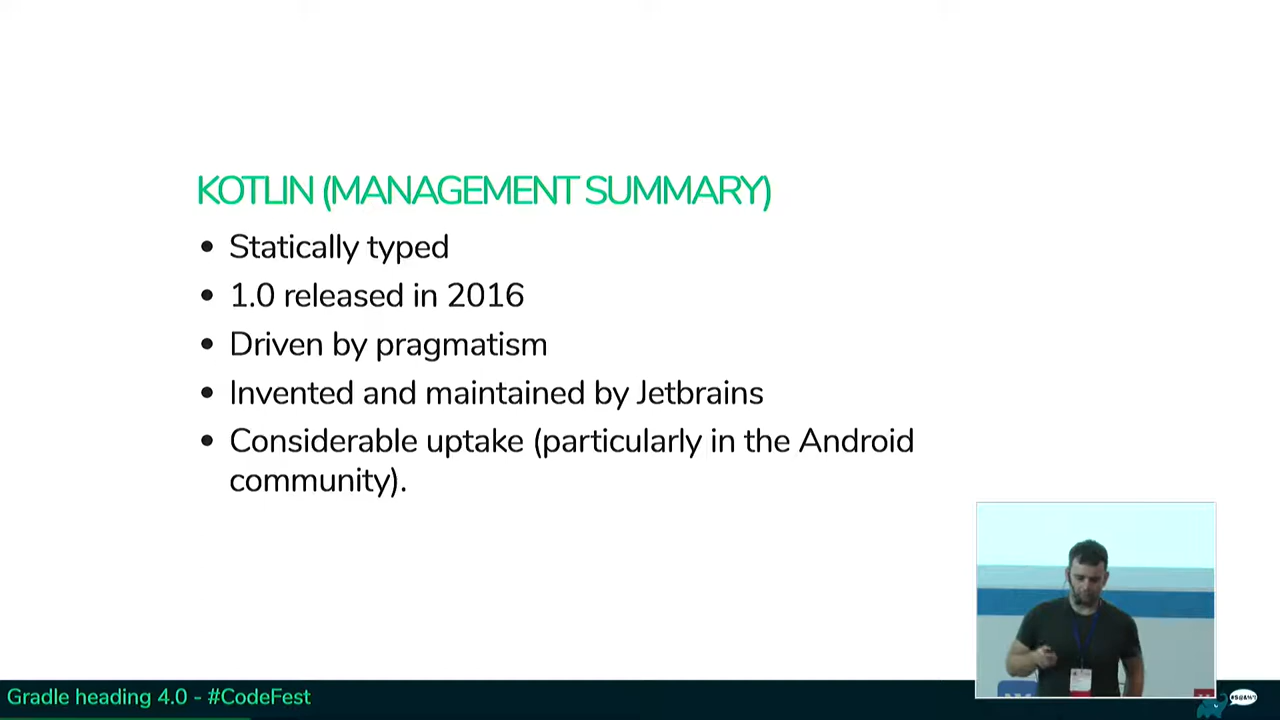 KOTLIN (MANAGEMENT SUMMARY)
• Statically typed
• 1.0 released in 2016
• Driven by pragmatism
• Invented and maintained by Jetbrains
• Considerable uptake (particularly in the Android
community).
Gradle heading 4.0 - #CodeFest